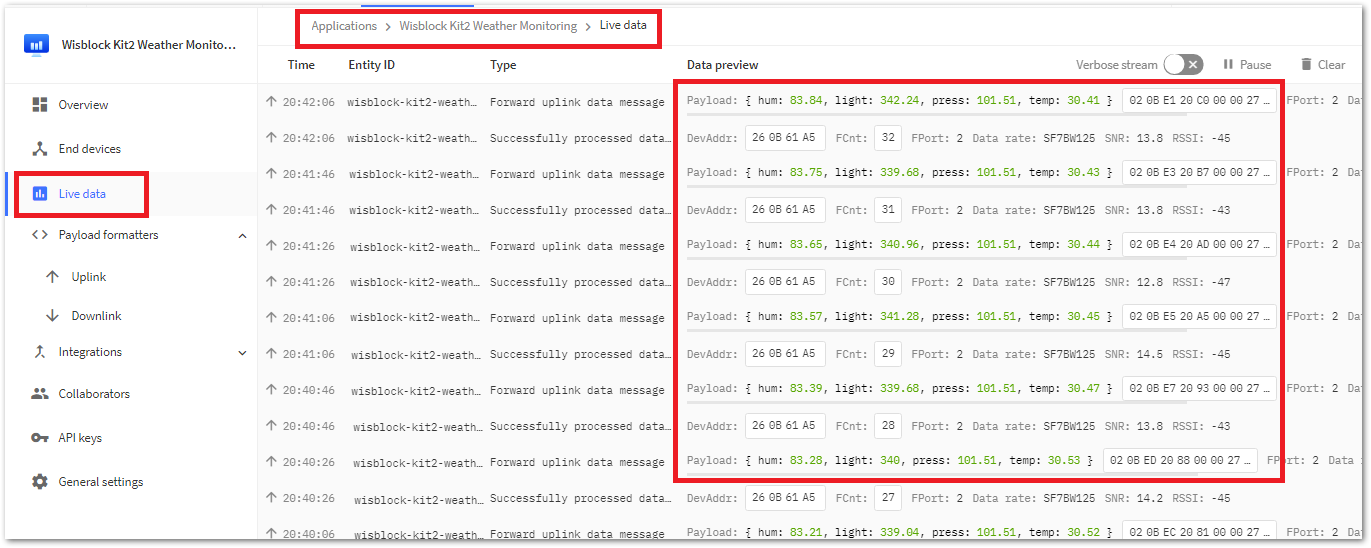 Applications > Wisblock Kit2 Weather Monitoring > Live data
Wisblock Kit2 Weather Monito...
Time Entity ID Type Data preview Verbose stream Pause Clear
Overview
End devices
Live data
Payload formatters
Uplink
Downlink
Integrations
Collaborators
API keys
General settings
20:42:06 wisblock-kit2-weath… Forward uplink data message Payload: { hum: 83.84, light: 342.24, press: 101.51, temp: 30.41 } 02 0B E1 20 C0 00 00 27 … FPort: 2 Da
20:42:06 wisblock-kit2-weath… Successfully processed data… DevAddr: 26 0B 61 A5 FCnt: 32 FPort: 2 Data rate: SF7BW125 SNR: 13.8 RSSI: -45
20:41:46 wisblock-kit2-weath… Forward uplink data message Payload: { hum: 83.75, light: 339.68, press: 101.51, temp: 30.43 } 02 0B E3 20 B7 00 00 27 … FPort: 2 Da
20:41:46 wisblock-kit2-weath… Successfully processed data… DevAddr: 26 0B 61 A5 FCnt: 31 FPort: 2 Data rate: SF7BW125 SNR: 13.8 RSSI: -43
20:41:26 wisblock-kit2-weath… Forward uplink data message Payload: { hum: 83.65, light: 340.96, press: 101.51, temp: 30.44 } 02 0B E4 20 AD 00 00 27 … FPort: 2 Da
20:41:26 wisblock-kit2-weath… Successfully processed data… DevAddr: 26 0B 61 A5 FCnt: 30 FPort: 2 Data rate: SF7BW125 SNR: 12.8 RSSI: -47
20:41:06 wisblock-kit2-weath… Forward uplink data message Payload: { hum: 83.57, light: 341.28, press: 101.51, temp: 30.45 } 02 0B E5 20 A5 00 00 27 … FPort: 2 Da
20:41:06 wisblock-kit2-weath… Successfully processed data… DevAddr: 26 0B 61 A5 FCnt: 29 FPort: 2 Data rate: SF7BW125 SNR: 14.5 RSSI: -45
20:40:46 wisblock-kit2-weath… Forward uplink data message Payload: { hum: 83.39, light: 339.68, press: 101.51, temp: 30.47 } 02 0B E7 20 93 00 00 27 … FPort: 2 Da
20:40:46 wisblock-kit2-weath Successfully processed data… DevAddr: 26 0B 61 A5 FCnt: 28 FPort: 2 Data rate: SF7BW125 SNR: 13.8 RSSI: -43
20:40:26 wisblock-kit2-weath Forward uplink data message Payload: { hum: 83.28, light: 340, press: 101.51, temp: 30.53 } 02 0B ED 20 88 00 00 27 … FPort: 2 Data r
20:40:26 wisblock-kit2-weath Successfully processed data… DevAddr: 26 0B 61 A5 FCnt: 27 FPort: 2 Data rate: SF7BW125 SNR: 14.2 RSSI: -45
20:40:06 wisblock-kit2-weath Forward uplink data message Payload: { hum: 83.21, light: 339.04, press: 101.51, temp: 30.52 } 02 0B EC 20 81 00 00 27 … FPort: 2 Da